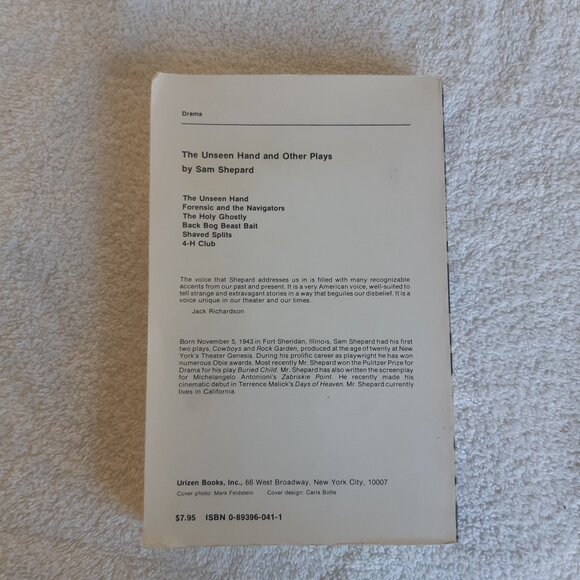 Drama
The Unseen Hand and Other Plays
by Sam Shepard
The Unseen Hand
Forensic and the Navigators
The Holy Ghostly
Back Bog Beast Bait
Shaved Splits
4-H Club
The voice that Shepard addresses us in is filled with many recognizable
accents from our past and present. It is a very American voice, well-suited to
tell strange and extravagant stories in a way that beguiles our disbelief. It is a
voice unique in our theater and our times.
Jack Richardson
Born November 5, 1943 in Fort Sheridan, Illinois, Sam Shepard had his first
two plays, Cowboys and Rock Garden, produced at the age of twenty at New
York's Theater Genesis. During his prolific career as playwright he has won
numerous Obie awards. Most recently Mr. Shepard won the Pulitzer Prize for
Drama for his play Buried Child. Mr. Shepard has also written the screenplay
for Michelangelo Antonioni's Zabriskie Point. He recently made his
cinematic debut in Terrence Malick's Days of Heaven. Mr. Shepard currently
lives in California.
Urizen Books, Inc., 66 West Broadway, New York City, 10007
Cover photo: Mark Feldstein Cover design: Carla Bolte
$7.95 ISBN 0-89396-041-1